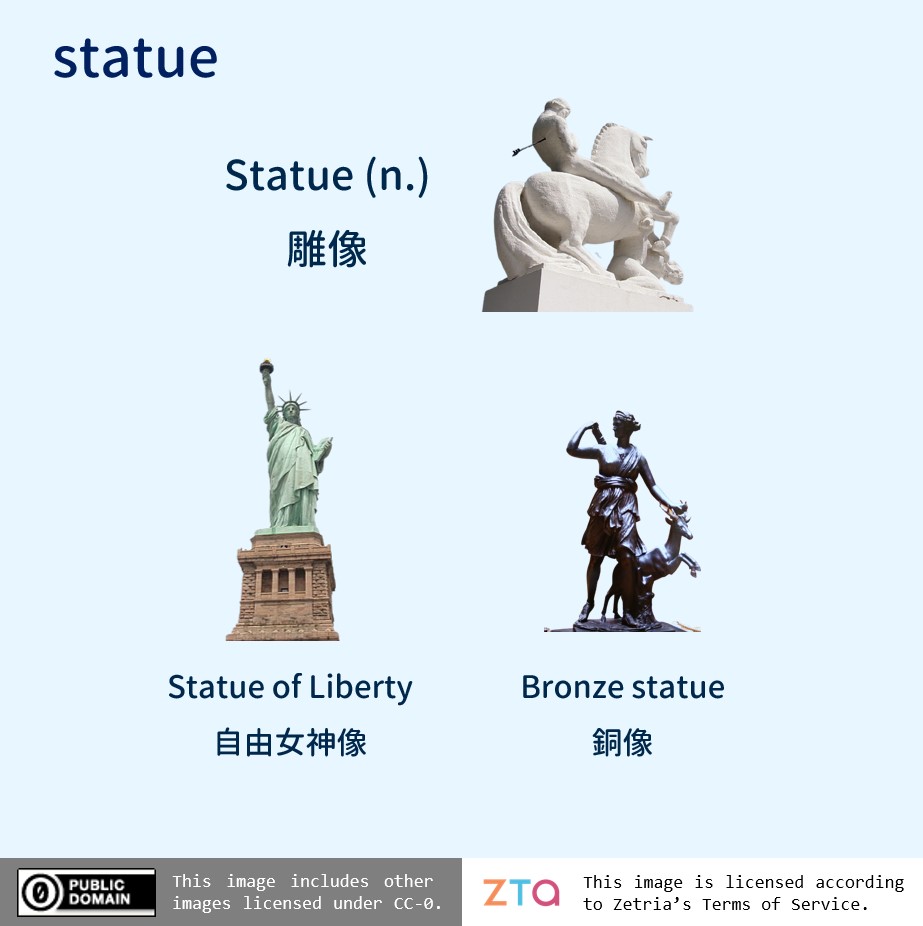 statue
Statue (n.)
雕像
Statue of Liberty
自由女神像
Bronze statue
銅像
0 PUBLIC
DOMAIN
This image includes other
images licensed under CC-0.
ZTA
This image is licensed according
to Zetria’s Terms of Service.